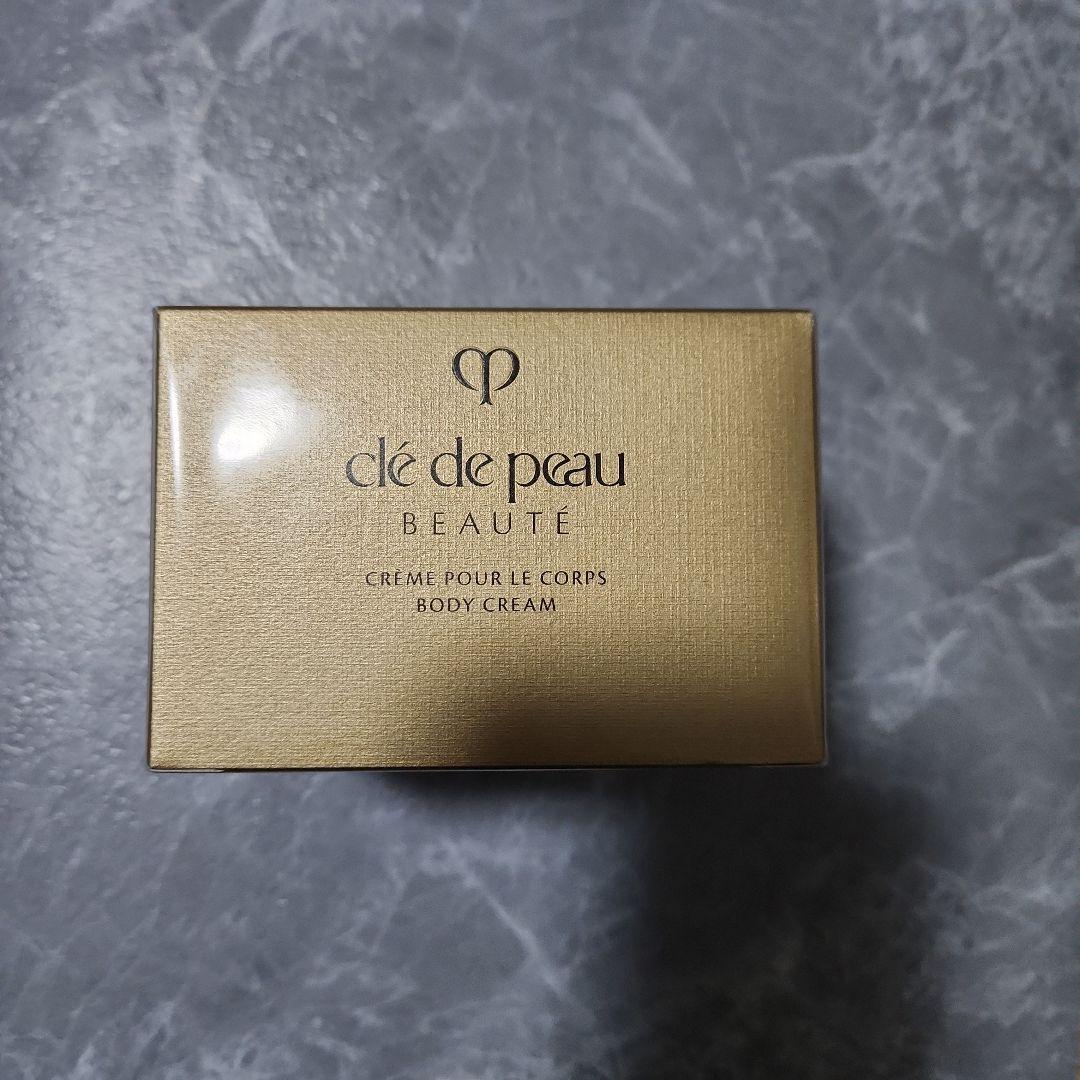 clé de peau
BEAUTÉ
CRÈME POUR LE CORPS
BODY CREAM